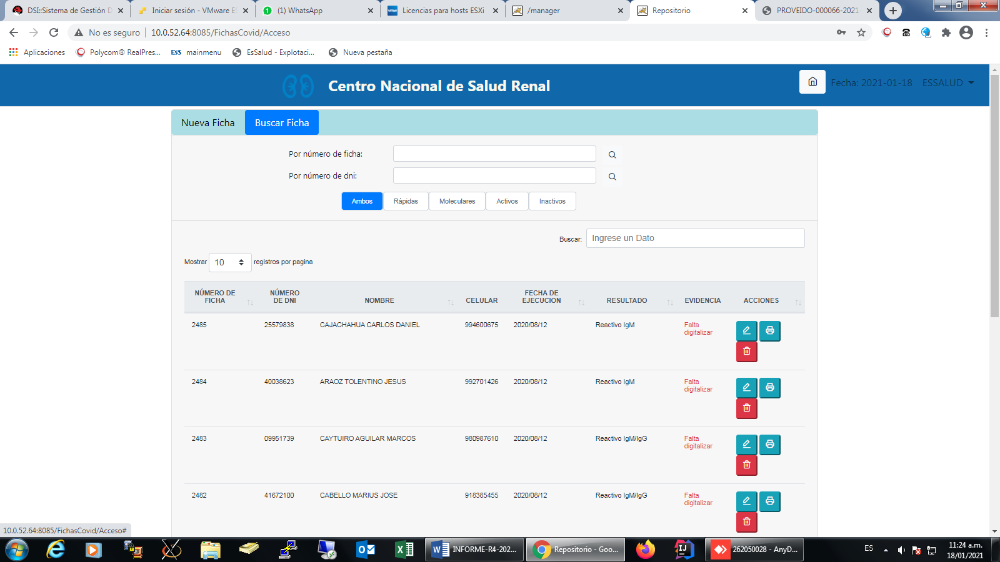 DSI::Sistema de Gestión D
Iniciar sesión - VMware ES
(1) WhatsApp
Licencias para hosts ESXi
/manager
Repositorio
PROVEIDO-000066-2021
No es seguro
10.0.52.64:8085/FichasCovid/Acceso
Aplicaciones
Polycom® RealPres...
EsS mainmenu
EsSalud - Explotaci...
Nueva pestaña
Centro Nacional de Salud Renal
Fecha: 2021-01-18
ESSALUD
Nueva Ficha
Buscar Ficha
Por número de ficha:
Por número de dni:
Ambos
Rápidas
Moleculares
Activos
Inactivos
Buscar: Ingrese un Dato
Mostrar 10 registros por pagina
NÚMERO DE FICHA
NÚMERO DE DNI
NOMBRE
CELULAR
FECHA DE EJECUCION
RESULTADO
EVIDENCIA
ACCIONES
2485 25579838 CAJACHAHUA CARLOS DANIEL 994600675 2020/08/12 Reactivo IgM Falta digitalizar
2484 40038623 ARAOZ TOLENTINO JESUS 992701426 2020/08/12 Reactivo IgM Falta digitalizar
2483 09951739 CAYTUIRO AGUILAR MARCOS 980987610 2020/08/12 Reactivo IgM/IgG Falta digitalizar
2482 41672100 CABELLO MARIUS JOSE 918385455 2020/08/12 Reactivo IgM/IgG Falta digitalizar
10.0.52.64:8085/FichasCovid/Acceso#
INFORME-R4-202...
Repositorio - Goo...
262050028 - AnyD...
ES
11:24 a.m.
18/01/2021